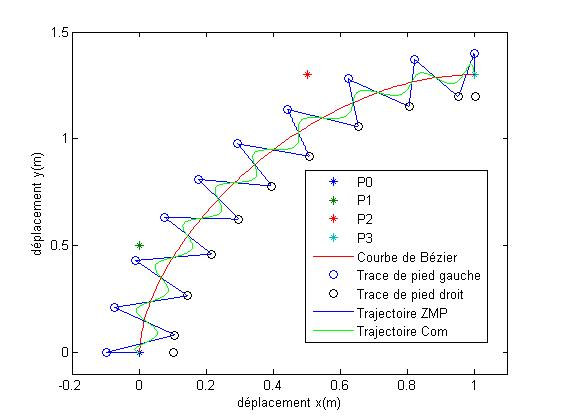 1.5
1
0.5
0
-0.2
0
0.2
0.4
0.6
0.8
1
déplacement y(m)
déplacement x(m)
P0
P1
P2
P3
Courbe de Bézier
Trace de pied gauche
Trace de pied droit
Trajectoire ZMP
Trajectoire Com